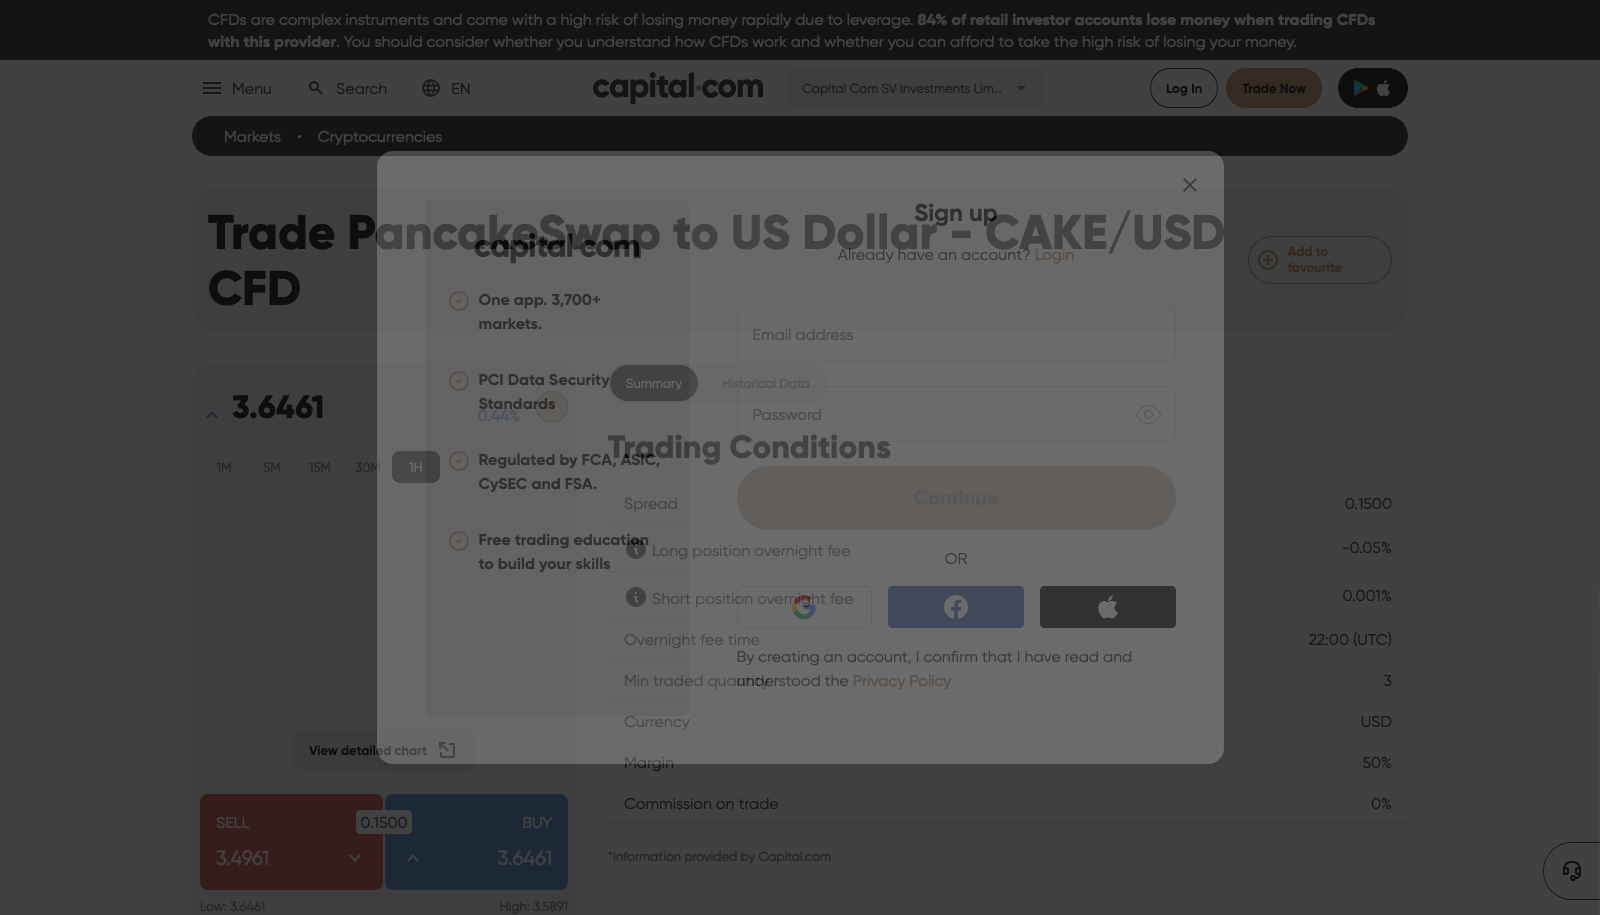 CFDs are complex instruments and come with a high risk of losing money rapidly due to leverage. 84% of retail investor accounts lose money when trading CFDs
with this provider. You should consider whether you understand how CFDs work and whether you can afford to take the high risk of losing your money.
Menu
Search
EN
capital.com
Capital Com SV Investments Lim...
Log In
Trade Now
Markets • Cryptocurrencies
Trade PancakeSwap to US Dollar - CAKE/USD
CFD
Add to
favourite
3.6461
0.44%
1M 5M 15M 30M 1H
View detailed chart
SELL
3.4961
0.1500
BUY
3.6461
Low: 3.6461
High: 3.5891
Summary
Historical Data
Trading Conditions
Spread 0.1500
Long position overnight fee -0.05%
Short position overnight fee 0.001%
Overnight fee time 22:00 (UTC)
Min traded quantity 3
Currency USD
Margin 50%
Commission on trade 0%
*Information provided by Capital.com
capital.com
One app. 3,700+
markets.
PCI Data Security
Standards
Regulated by FCA, ASIC,
CySEC and FSA.
Free trading education
to build your skills
Sign up
Already have an account? Login
Email address
Password
Continue
OR
By creating an account, I confirm that I have read and
understood the Privacy Policy